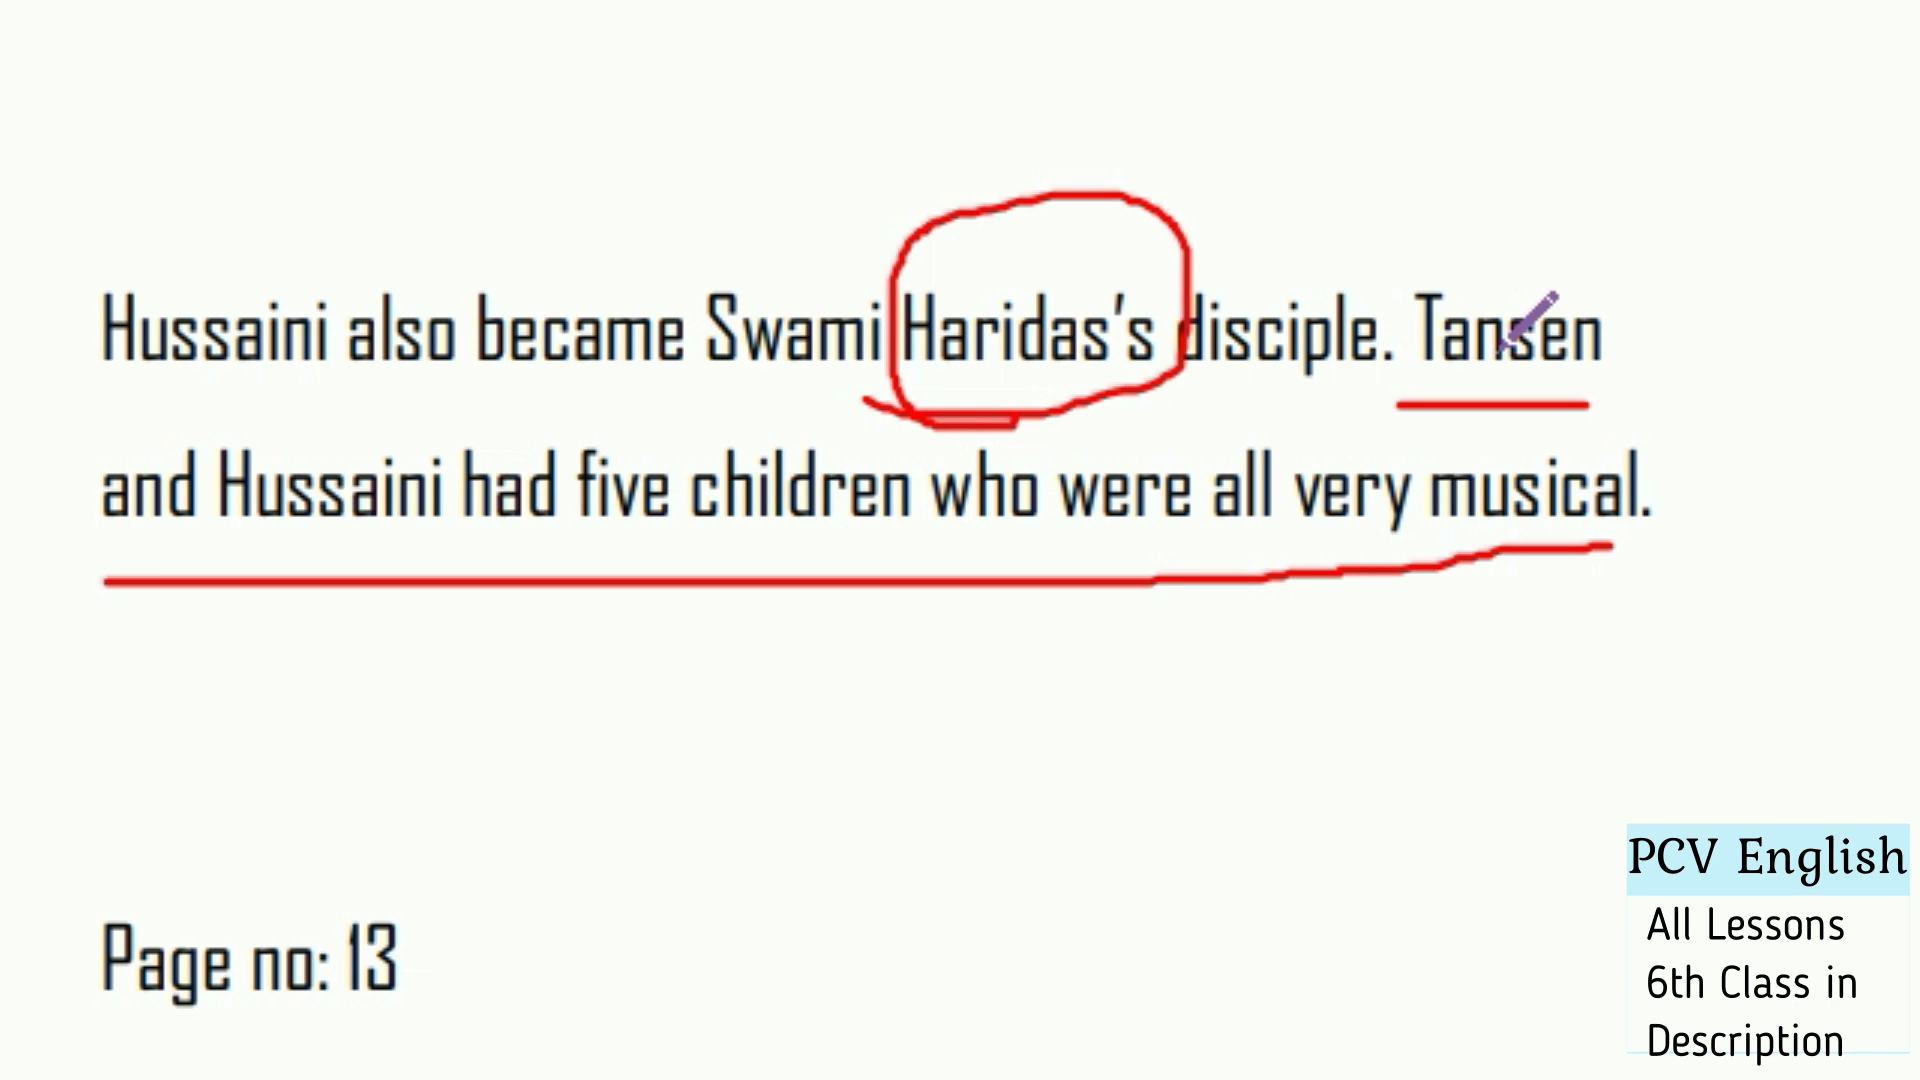 Hussaini also became Swami Haridas's disciple. Tansen
and Hussaini had five children who were all very musical.
Page no: 13
PCV English
All Lessons
6th Class in
Description